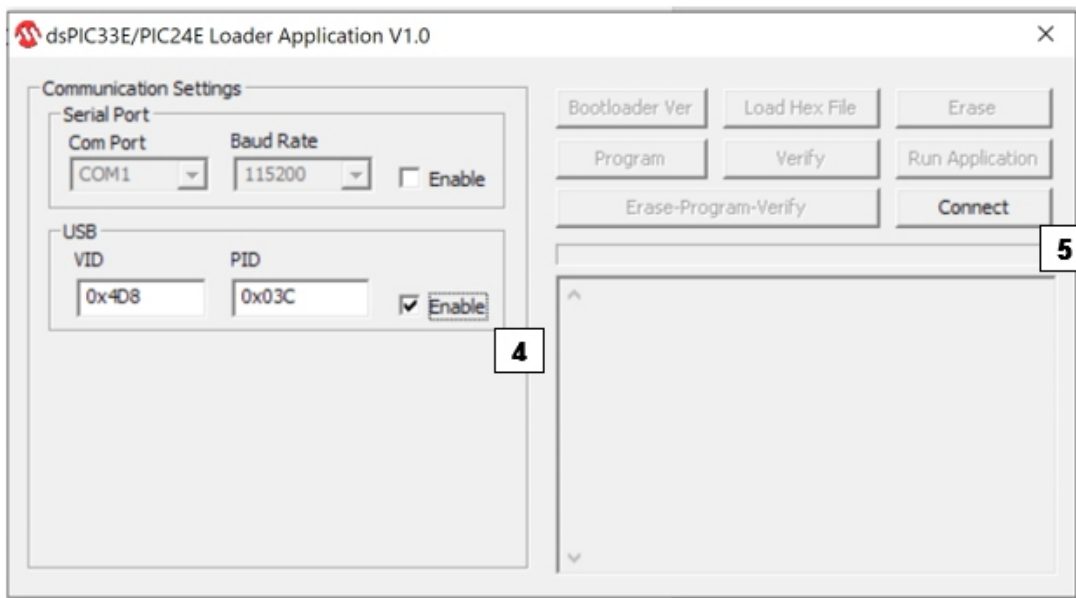 dsPIC33E/PIC24E Loader Application V1.0
Communication Settings
Serial Port
Com Port Baud Rate
COM1 115200 Enable
USB
VID PID
0x4D8 0x03C Enable
4
Bootloader Ver Load Hex File Erase
Program Verify Run Application
Erase-Program-Verify Connect
5